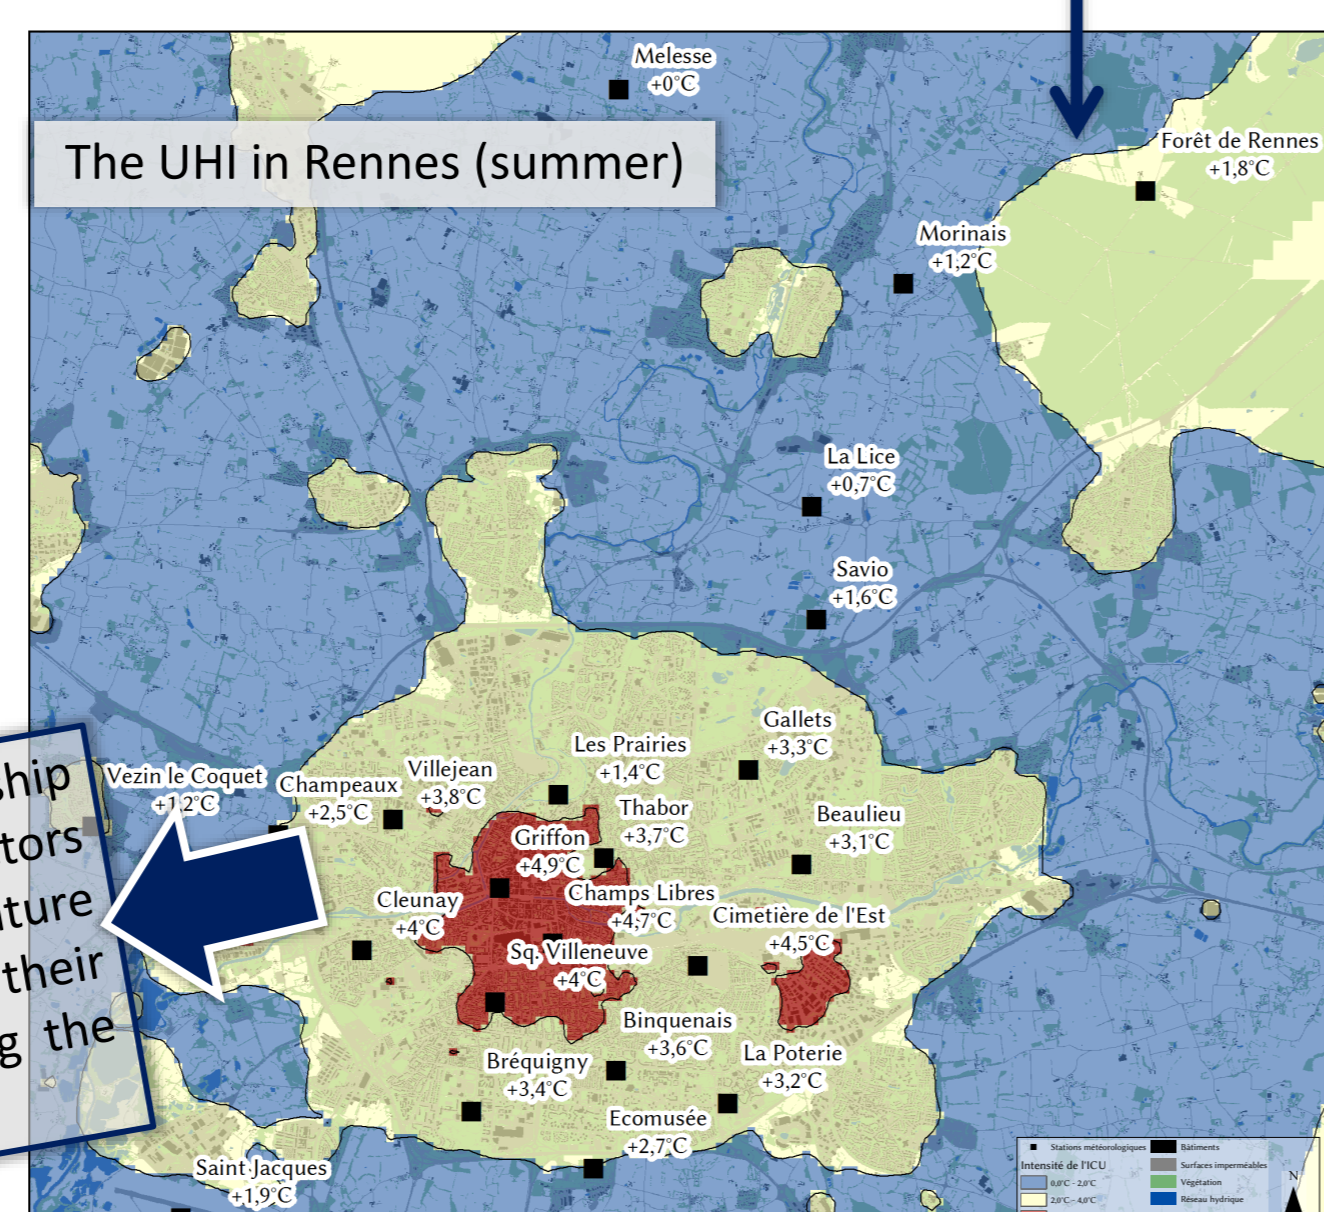 Melesse
+0°C
The UHI in Rennes (summer)
Forêt de Rennes
+1,8°C
Morinais
+1,2°C
La Lice
+0,7°C
Savio
+1,6°C
Gallets
+3,3°C
Les Prairies
+1,4°C
Villejean
+3,8°C
Vezin le Coquet
+1,2°C
Champeaux
+2,5°C
Thabor
+3,7°C
Beaulieu
+3,1°C
Griffon
+4,9°C
Champs Libres
+4,7°C
Cleunay
+4°C
Cimetière de l'Est
+4,5°C
Sq. Villeneuve
+4°C
their
the
Binquenais
+3,6°C
La Poterie
+3,2°C
Bréquigny
+3,4°C
Ecomusée
+2,7°C
Saint Jacques
+1,9°C
Stations météorologiques
Intensité de l'ICU
0,0°C - 2,0°C
2,0°C - 4,0°C
Bâtiments
Surfaces imperméables
Végétation
Réseau hydrique
N